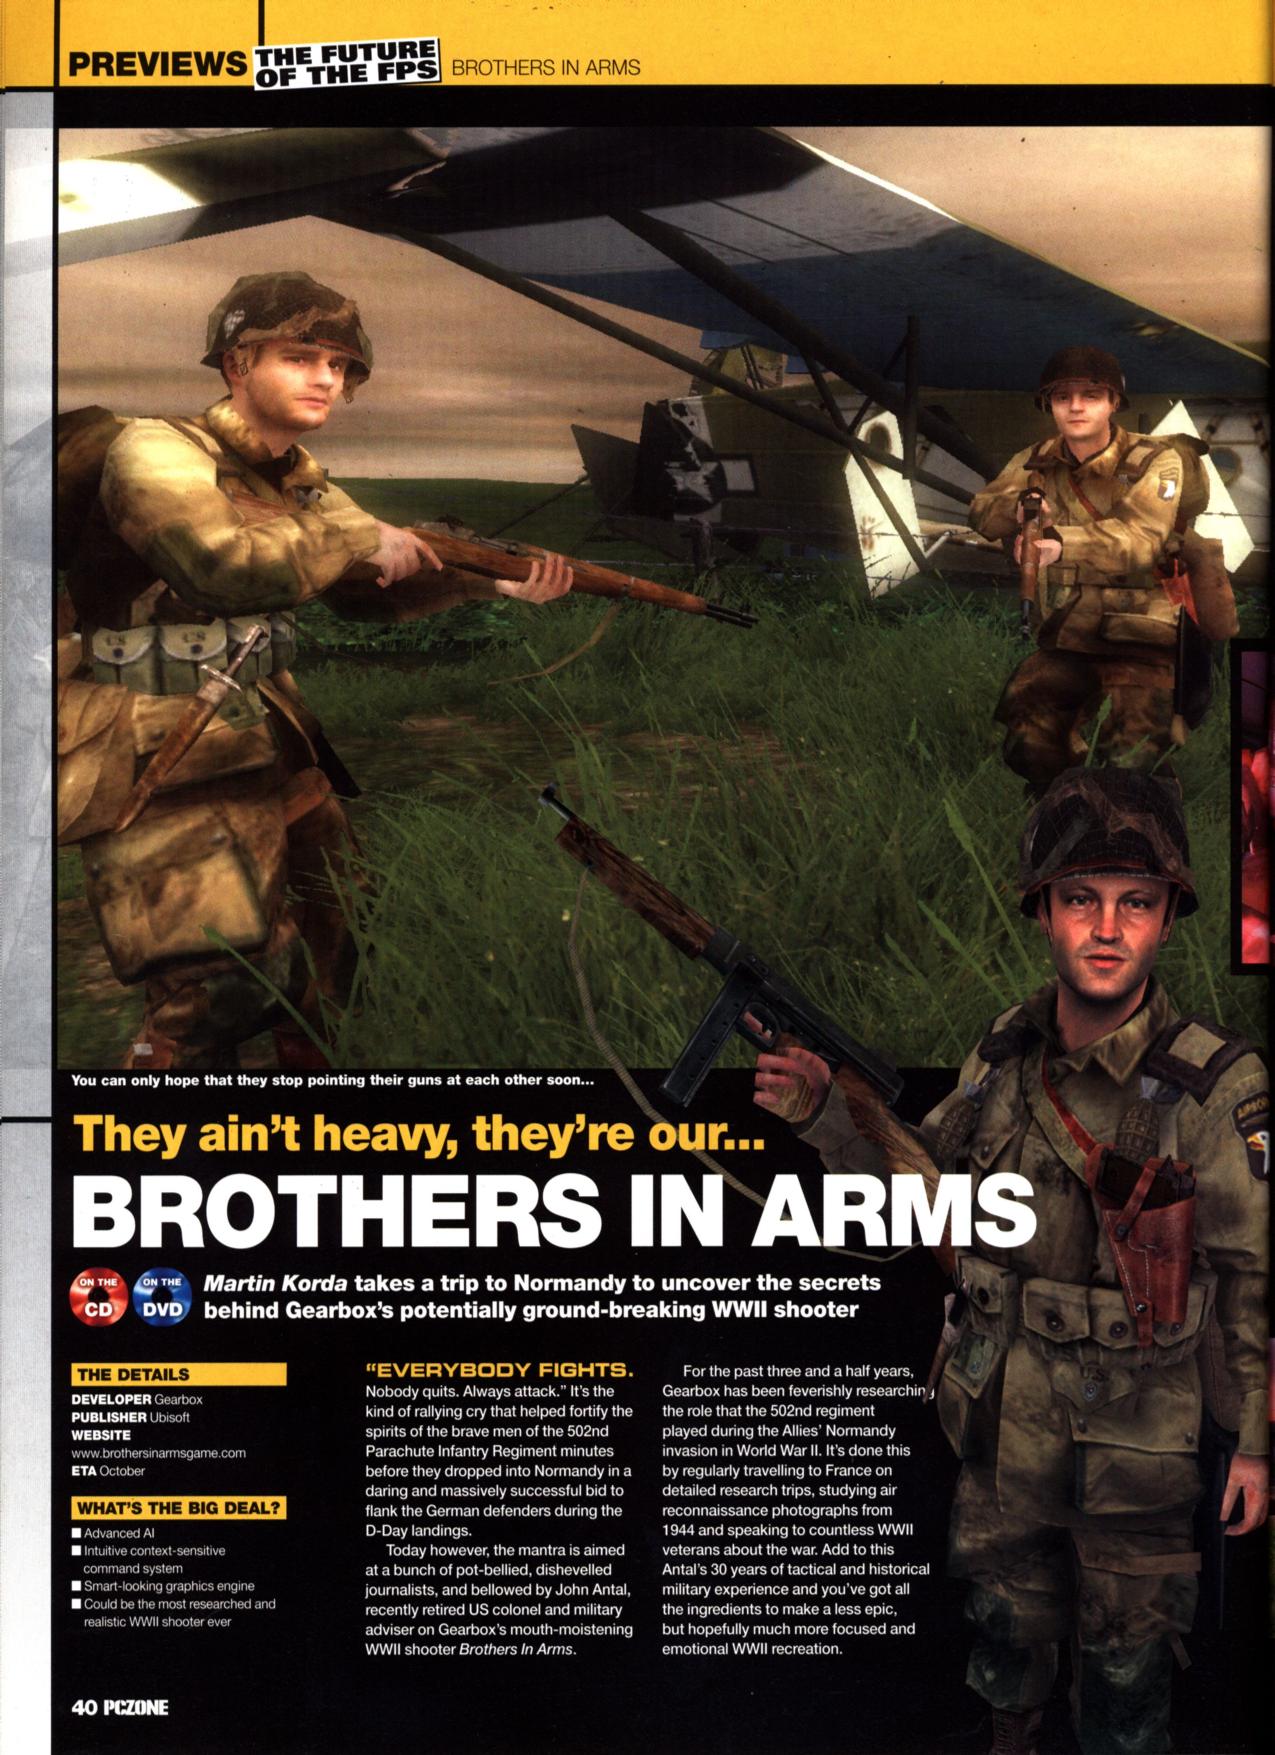 PREVIEWS THE FUTURE OF THE FPS BROTHERS IN ARMS
You can only hope that they stop pointing their guns at each other soon...
They ain't heavy, they're our...
BROTHERS IN ARMS
ON THE CD
ON THE DVD
Martin Korda takes a trip to Normandy to uncover the secrets
behind Gearbox's potentially ground-breaking WWII shooter
THE DETAILS
DEVELOPER Gearbox
PUBLISHER Ubisoft
WEBSITE
www.brothersinarmsgame.com
ETA October
WHAT'S THE BIG DEAL?
Advanced AI
Intuitive context-sensitive
command system
Smart-looking graphics engine
Could be the most researched and
realistic WWII shooter ever
"EVERYBODY FIGHTS.
Nobody quits. Always attack." It's the
kind of rallying cry that helped fortify the
spirits of the brave men of the 502nd
Parachute Infantry Regiment minutes
before they dropped into Normandy in a
daring and massively successful bid to
flank the German defenders during the
D-Day landings.
Today however, the mantra is aimed
at a bunch of pot-bellied, dishevelled
journalists, and bellowed by John Antal,
recently retired US colonel and military
adviser on Gearbox's mouth-moistening
WWII shooter Brothers In Arms.
For the past three and a half years,
Gearbox has been feverishly researching
the role that the 502nd regiment
played during the Allies' Normandy
invasion in World War II. It's done this
by regularly travelling to France on
detailed research trips, studying air
reconnaissance photographs from
1944 and speaking to countless WWII
veterans about the war. Add to this
Antal's 30 years of tactical and historical
military experience and you've got all
the ingredients to make a less epic,
but hopefully much more focused and
emotional WWII recreation.
U.S.
40 PCZONE